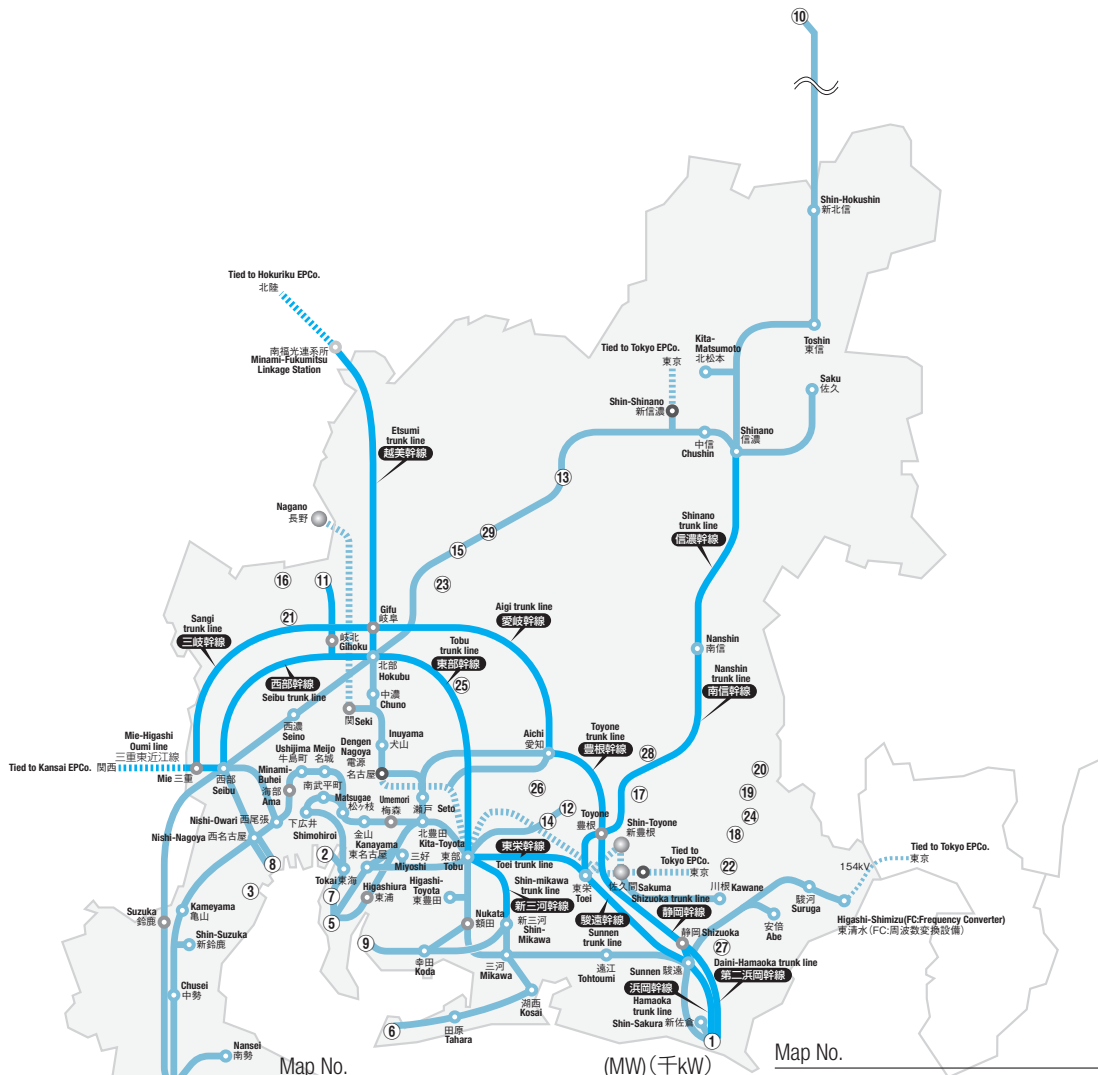 ⑩
Shin-Hokushin
新北信
Tied to Hokuriku EPCo.
北陸
南福光連系所
Minami-Fukumitsu
Linkage Station
Toshin
東信
Kita-
Matsumoto
北松本
Tied to Tokyo EPCo.
東京
Saku
佐久
Shin-Shinano
新信濃
Shinano
信濃
中信
Chushin
Etsumi
trunk line
越美幹線
⑬
Nagano
長野
㉙
⑮
Shinano
trunk line
信濃幹線
⑯
⑪
㉓
Sangi
trunk line
三岐幹線
㉑
Gifu
岐阜
Aigi trunk line
愛岐幹線
岐北
Gihoku
Tobu
trunk line
東部幹線
Nanshin
南信
北部
Hokubu
西部幹線
Seibu trunk line
㉕
Nanshin
trunk line
南信幹線
中濃
Chuno
関 Seki
西濃
Seino
Inuyama
犬山
Mie-Higashi
Oumi line
三重東近江線
Tied to Kansai EPCo.
関西
Mie 三重
西部
Seibu
Ushijima
牛島町
Meijo
名城
Dengen
Nagoya
電源
名古屋
Aichi
愛知
Toyone
trunk line
豊根幹線
㉘
⑳
Minami-
Buhei
南武平町
海部
Ama
Matsugae
松ヶ枝
Umemori
梅森
瀬戸 Seto
㉖
⑫
⑭
⑰
⑲
㉔
⑱
Nishi-Owari
西尾張
Nishi-Nagoya
西名古屋
下広井
Shimohiroi
金山
Kanayama
北豊田
Kita-Toyota
Toyone
豊根
Shin-Toyone
新豊根
⑧
②
東名古屋
三好
Miyoshi
東部
Tobu
東栄幹線
Toei trunk line
Tied to
Tokyo EPCo.
東京
㉒
154kV
Tied to Tokyo EPCo.
東京
③
Tokai 東海
⑦
Higashiura
東浦
Higashi-
Toyota
東豊田
Shin-mikawa
trunk line
新三河幹線
東栄
Toei
佐久間 Sakuma
Shizuoka trunk line
静岡幹線
川根 Kawane
駿河
Suruga
Kameyama
亀山
Suzuka
鈴鹿
⑤
Nukata
額田
新三河
Shin-
Mikawa
駿遠幹線
Sunnen
trunk line
静岡 Shizuoka
安倍
Abe
Higashi-Shimizu(FC:Frequency Converter)
東清水(FC:周波数変換設備)
Shin-Suzuka
新鈴鹿
⑨
幸田
Koda
三河
Mikawa
遠江
Tohtoumi
Sunnen 駿遠
㉗
Daini-Hamaoka trunk line
第二浜岡幹線
Chusei
中勢
湖西
Kosai
浜岡幹線
Hamaoka
trunk line
Shin-Sakura 新佐倉
⑥
田原
Tahara
①
Nansei
南勢
Map No.
(MW)(千kW)
Map No.